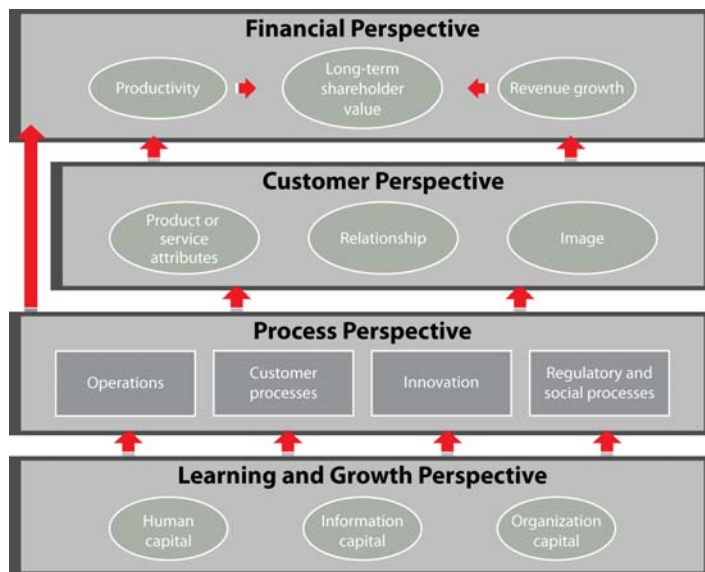 Financial Perspective
Productivity
Long-term
shareholder
value
Revenue growth
Customer Perspective
Product or
service
attributes
Relationship
Image
Process Perspective
Operations
Customer
processes
Innovation
Regulatory and
social processes
Learning and Growth Perspective
Human
capital
Information
capital
Organization
capital